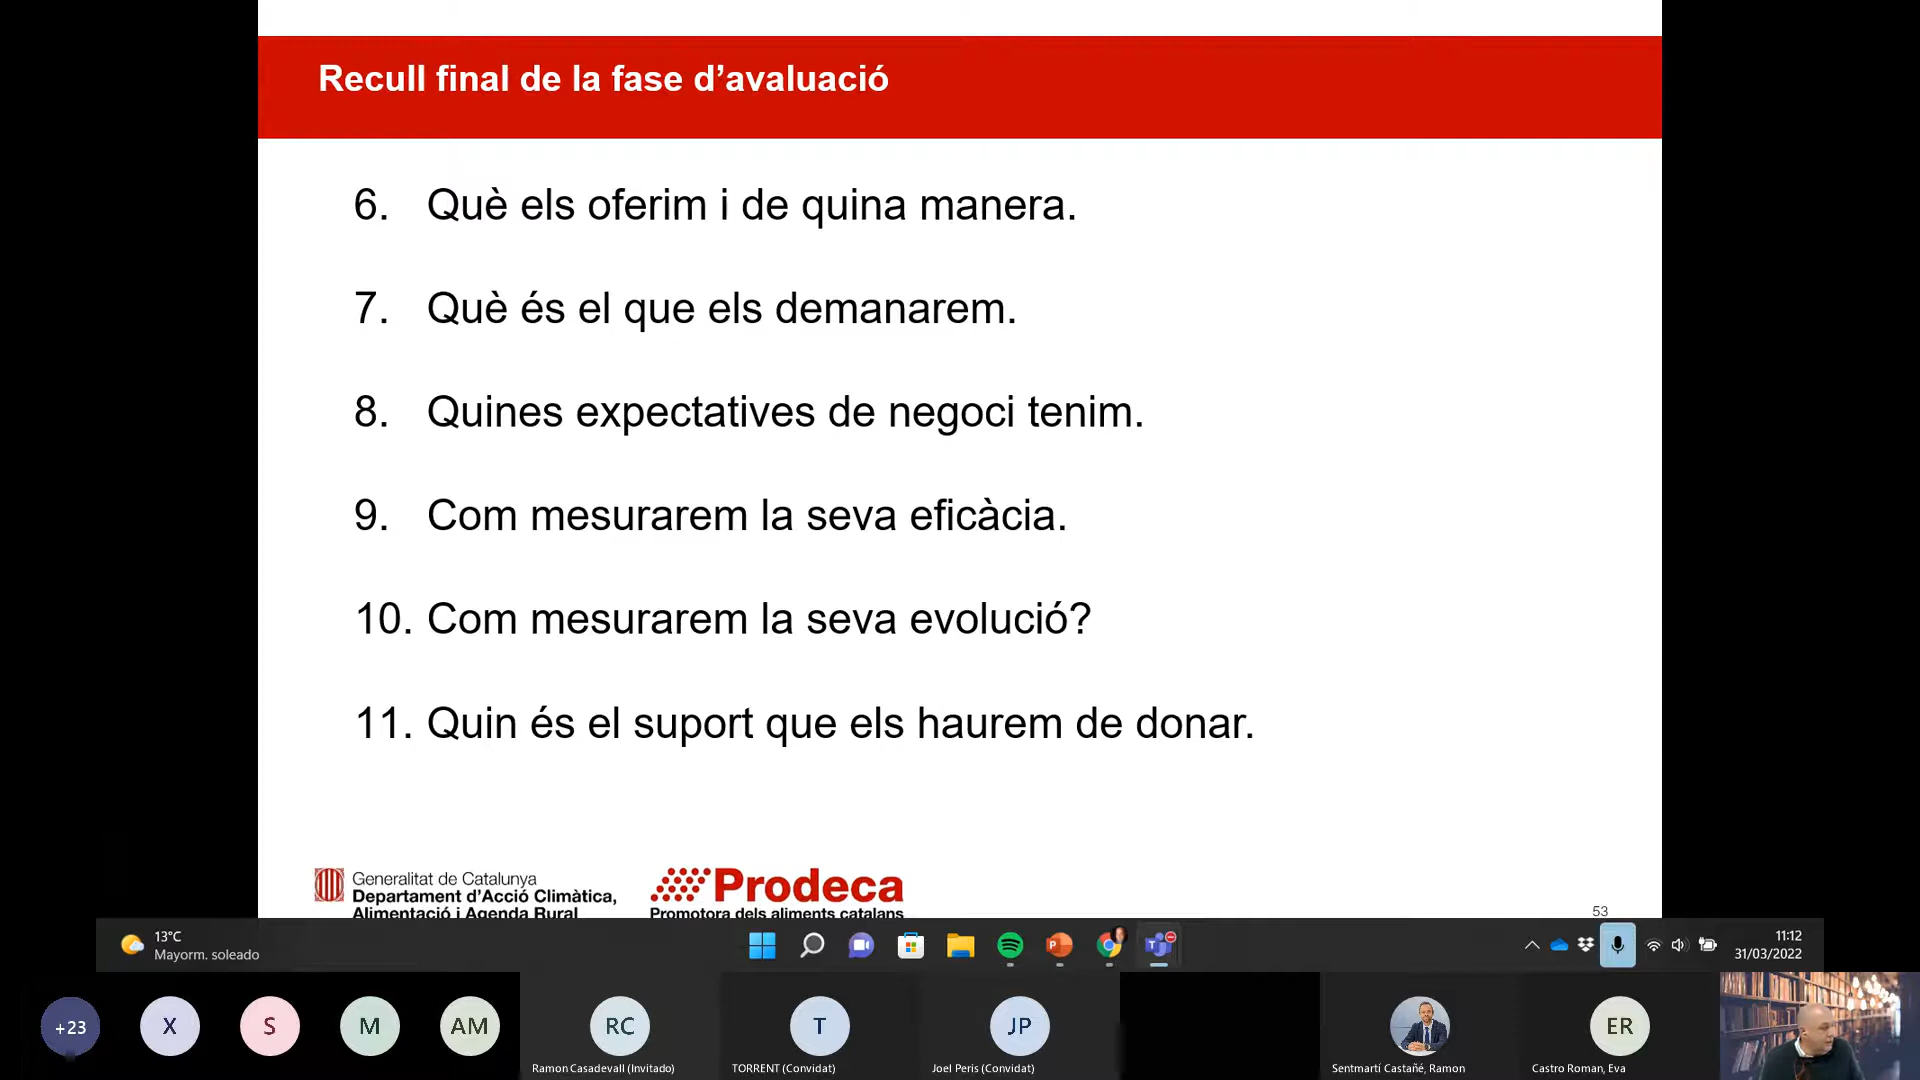 Recull final de la fase d’avaluació
6. Què els oferim i de quina manera.
7. Què és el que els demanarem.
8. Quines expectatives de negoci tenim.
9. Com mesurarem la seva eficàcia.
10. Com mesurarem la seva evolució?
11. Quin és el suport que els haurem de donar.
Generalitat de Catalunya
Departament d’Acció Climàtica,
Alimentació i Agenda Rural
Prodeca
Promotora dels aliments catalans
53
13°C
Mayorm. soleado
11:12
31/03/2022
+23
X
S
M
AM
RC
T
JP
ER
Ramon Casadevall (Invitado)
TORRENT (Convidat)
Joel Peris (Convidat)
Sentmartí Castañé, Ramon
Castro Roman, Eva